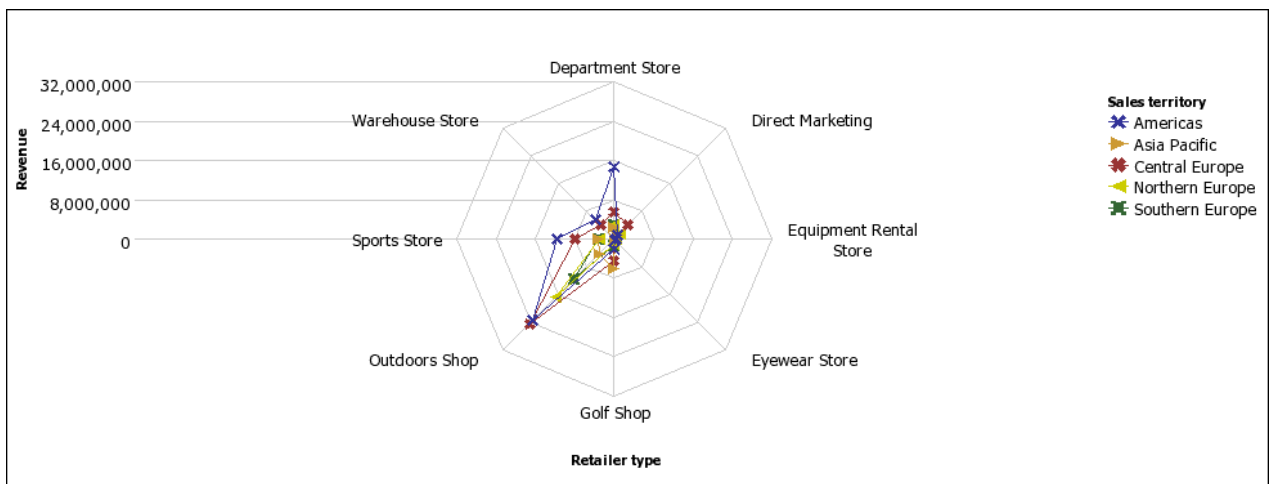 Department Store
32,000,000
24,000,000
16,000,000
8,000,000
0
Revenue
Warehouse Store
Direct Marketing
Sports Store
Equipment Rental
Store
Outdoors Shop
Eyewear Store
Golf Shop
Retailer type
Sales territory
Americas
Asia Pacific
Central Europe
Northern Europe
Southern Europe